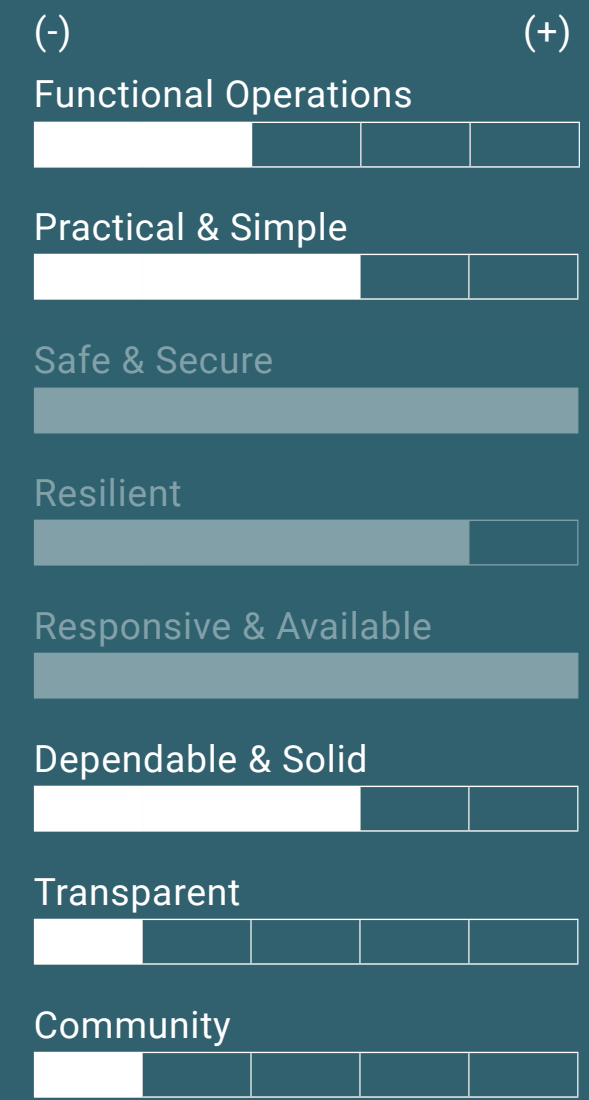 (-) (+)
Functional Operations
Practical & Simple
Safe & Secure
Resilient
Responsive & Available
Dependable & Solid
Transparent
Community